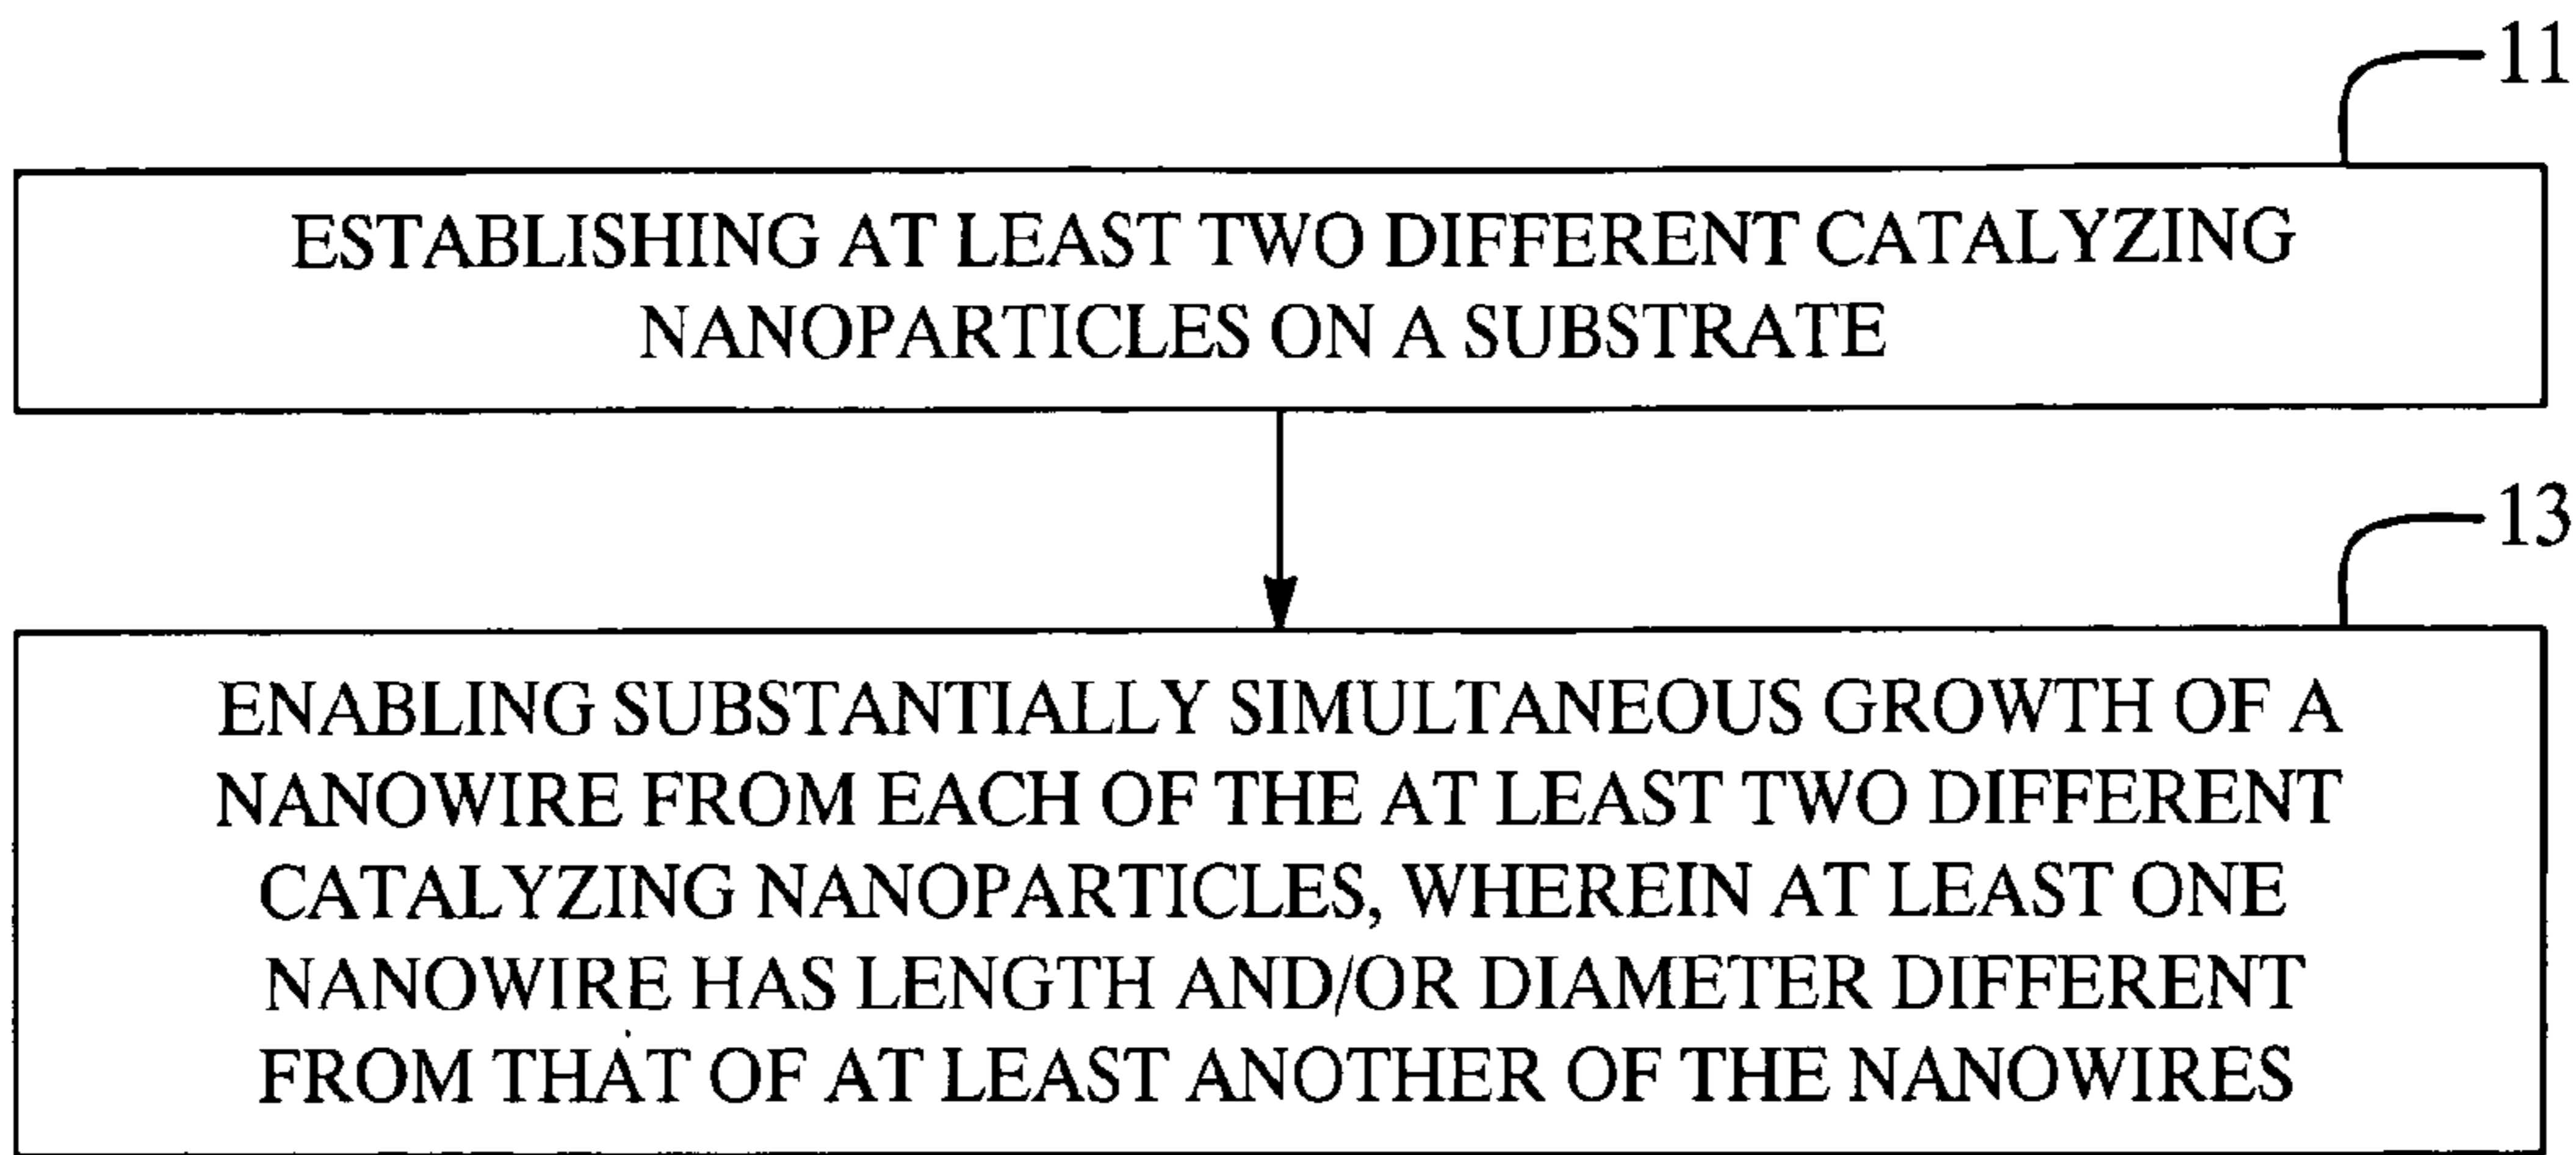 11
ESTABLISHING AT LEAST TWO DIFFERENT CATALYZING
NANOPARTICLES ON A SUBSTRATE
13
ENABLING SUBSTANTIALLY SIMULTANEOUS GROWTH OF A
NANOWIRE FROM EACH OF THE AT LEAST TWO DIFFERENT
CATALYZING NANOPARTICLES, WHEREIN AT LEAST ONE
NANOWIRE HAS LENGTH AND/OR DIAMETER DIFFERENT
FROM THAT OF AT LEAST ANOTHER OF THE NANOWIRES